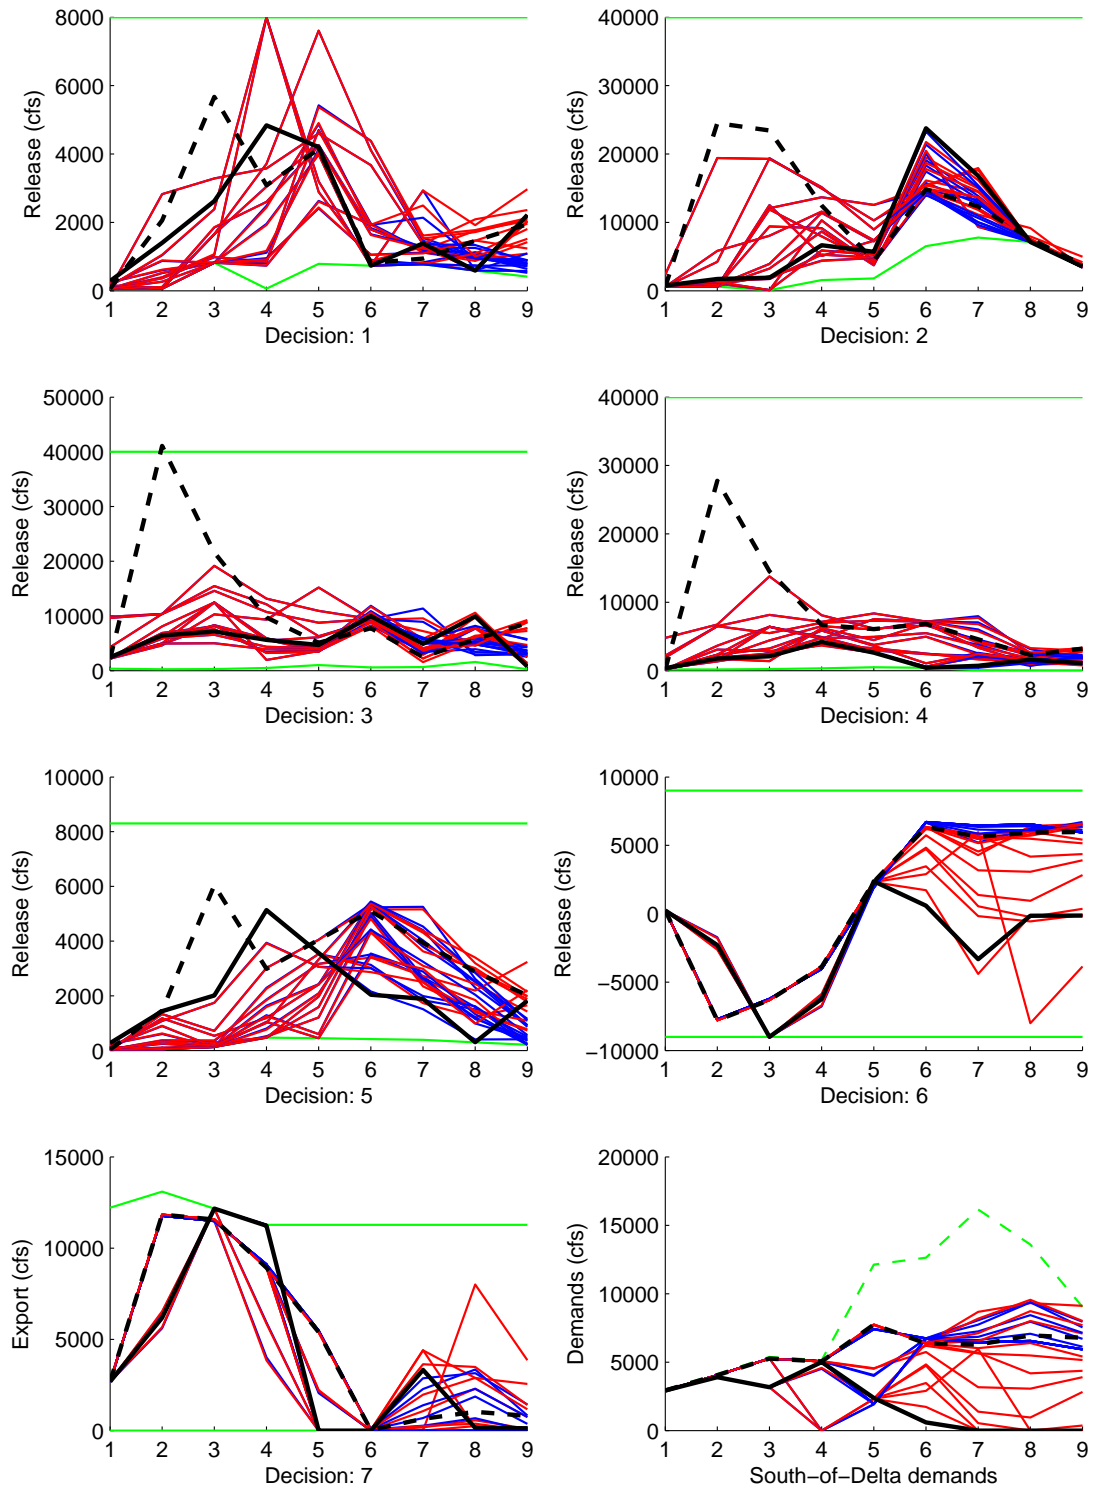 8000
6000
4000
2000
0
Release (cfs)
1 2 3 4 5 6 7 8 9
Decision: 1
40000
30000
20000
10000
0
Release (cfs)
1 2 3 4 5 6 7 8 9
Decision: 2
50000
40000
30000
20000
10000
0
Release (cfs)
1 2 3 4 5 6 7 8 9
Decision: 3
40000
30000
20000
10000
0
Release (cfs)
1 2 3 4 5 6 7 8 9
Decision: 4
10000
8000
6000
4000
2000
0
Release (cfs)
1 2 3 4 5 6 7 8 9
Decision: 5
10000
5000
0
−5000
−10000
Release (cfs)
1 2 3 4 5 6 7 8 9
Decision: 6
15000
10000
5000
0
Export (cfs)
1 2 3 4 5 6 7 8 9
Decision: 7
20000
15000
10000
5000
0
Demands (cfs)
1 2 3 4 5 6 7 8 9
South−of−Delta demands